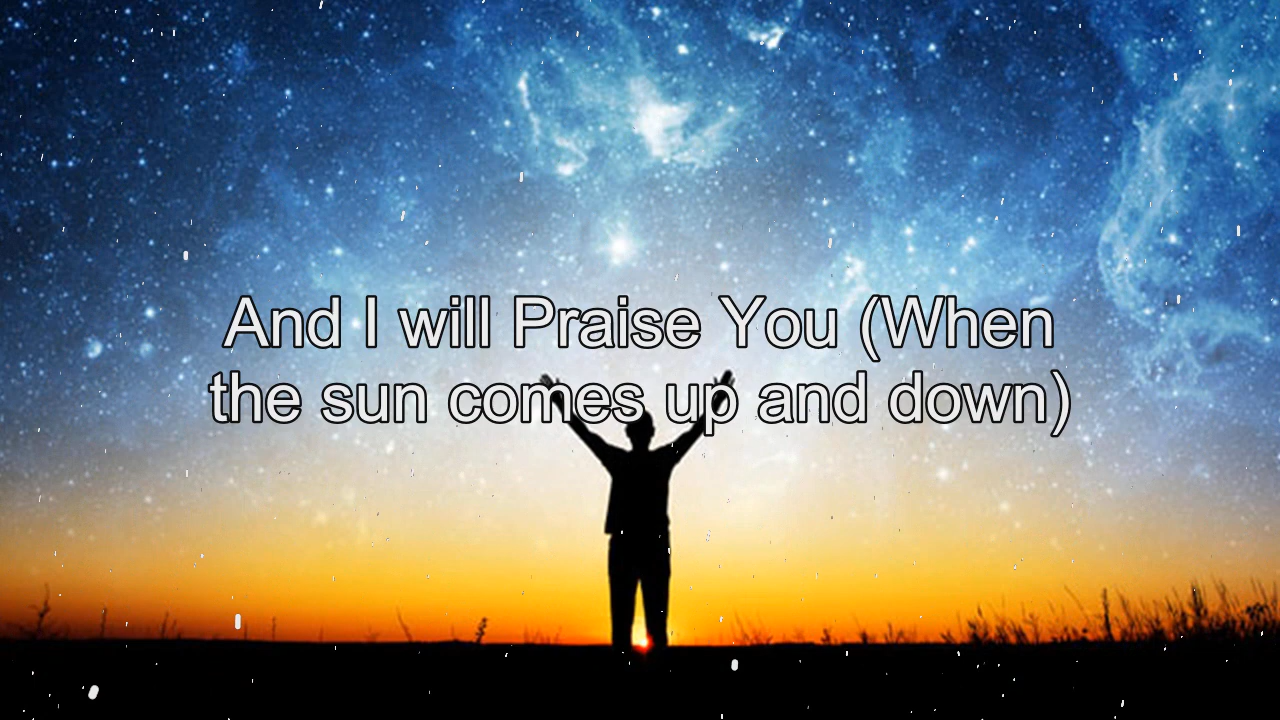 And I will Praise You (When
the sun comes up and down)